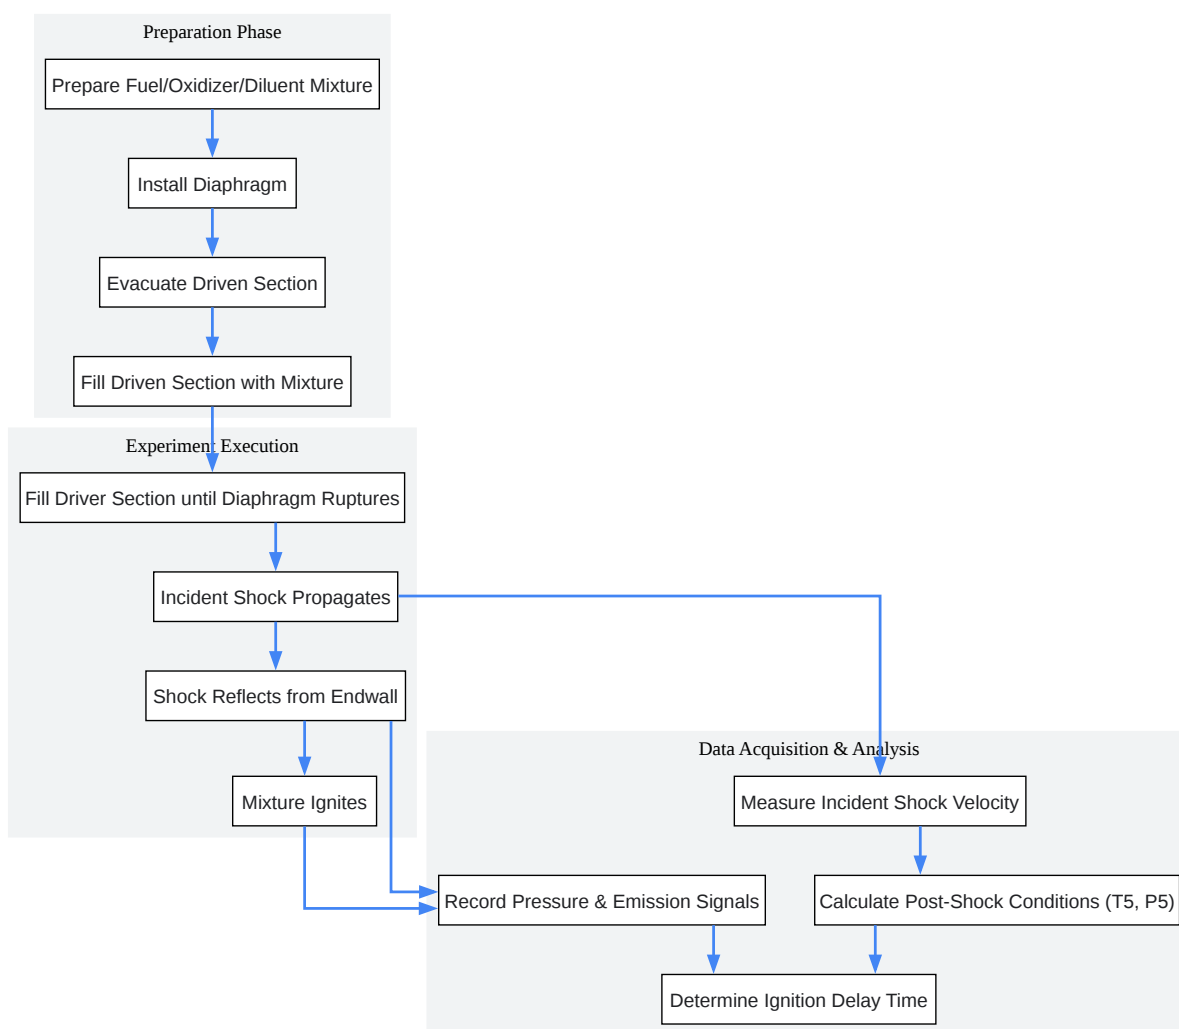 Preparation Phase
Prepare Fuel/Oxidizer/Diluent Mixture
Install Diaphragm
Evacuate Driven Section
Fill Driven Section with Mixture
Experiment Execution
Fill Driver Section until Diaphragm Ruptures
Incident Shock Propagates
Shock Reflects from Endwall
Mixture Ignites
Data Acquisition & Analysis
Measure Incident Shock Velocity
Record Pressure & Emission Signals
Calculate Post-Shock Conditions (T5, P5)
Determine Ignition Delay Time